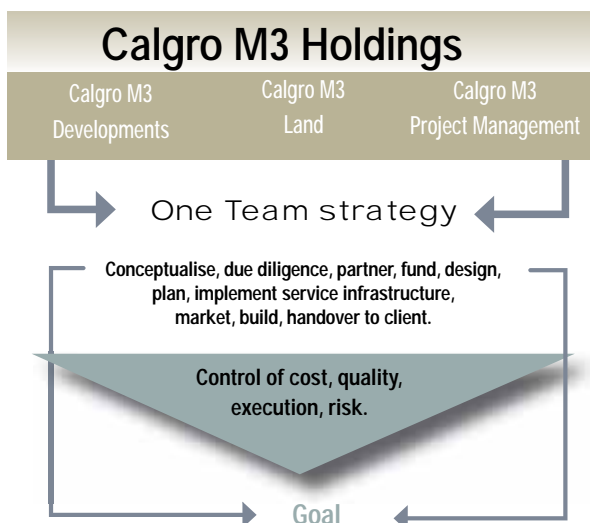 Calgro M3 Holdings
Calgro M3
Developments
Calgro M3
Land
Calgro M3
Project Management
One Team strategy
Conceptualise, due diligence, partner, fund, design,
plan, implement service infrastructure,
market, build, handover to client.
Control of cost, quality,
execution, risk.
Goal